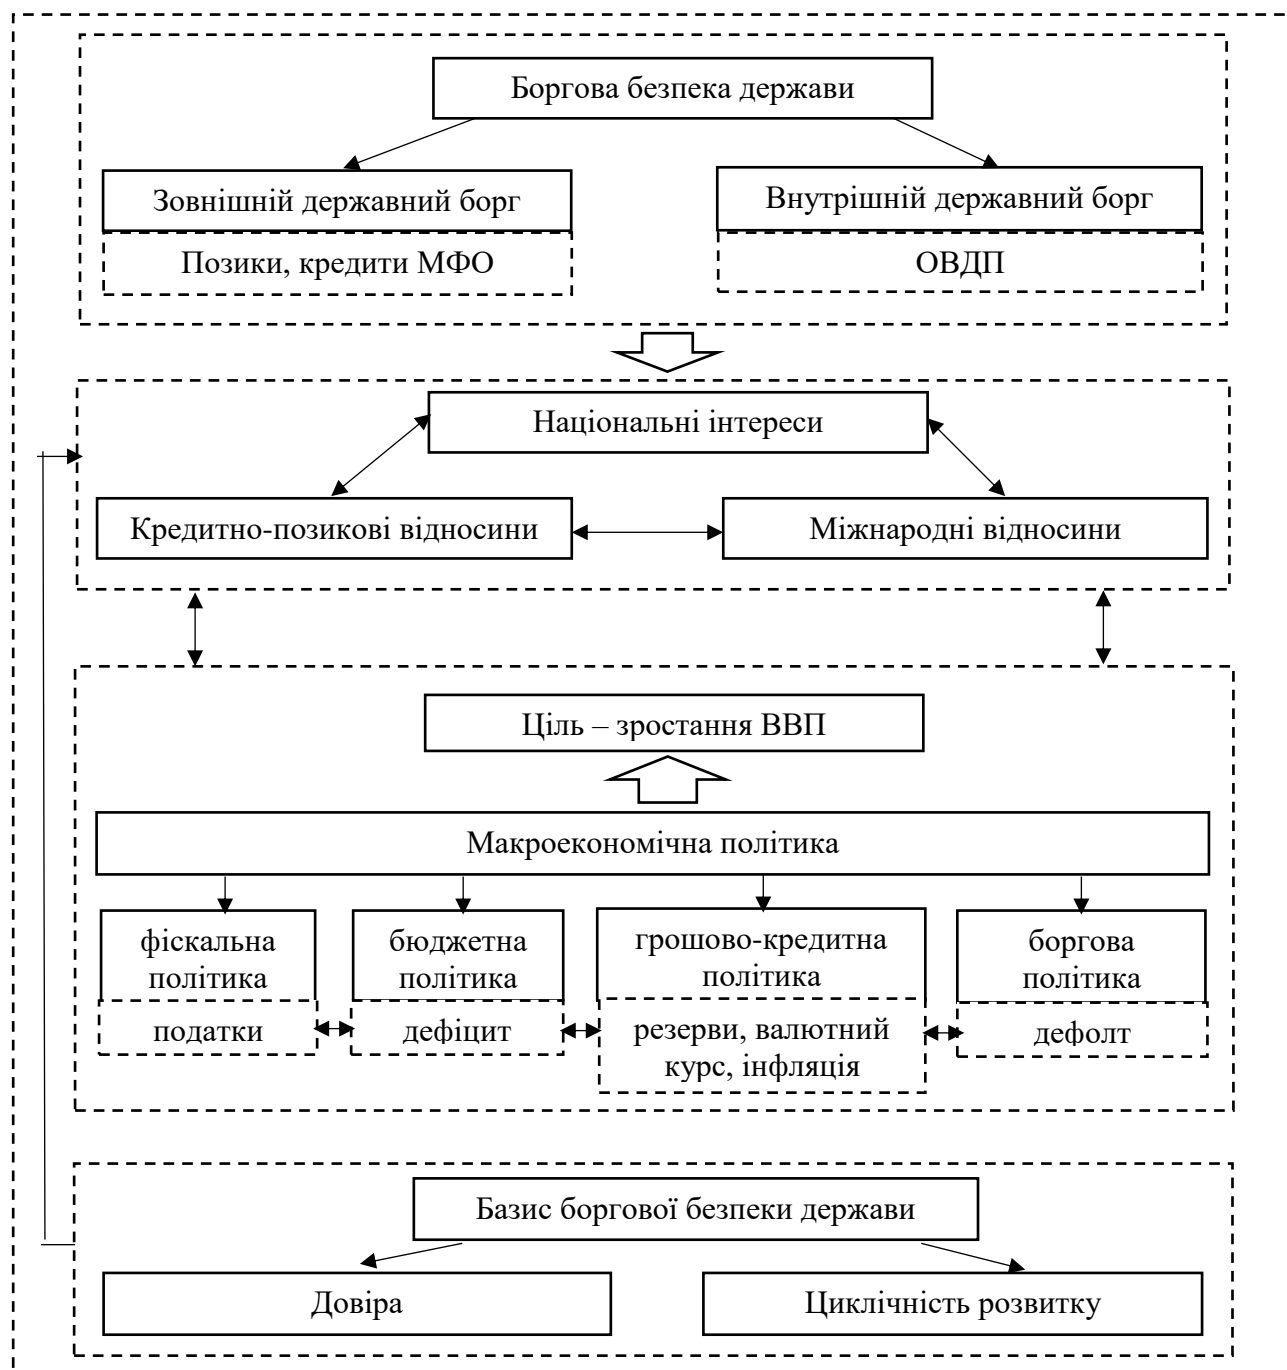 Боргова безпека держави
Зовнішній державний борг
Внутрішній державний борг
Позики, кредити МФО
ОВДП
Національні інтереси
Кредитно-позикові відносини
Міжнародні відносини
Ціль – зростання ВВП
Макроекономічна політика
фіскальна
політика
бюджетна
політика
грошово-кредитна
політика
боргова
політика
податки
дефіцит
резерви, валютний
курс, інфляція
дефолт
Базис боргової безпеки держави
Довіра
Циклічність розвитку